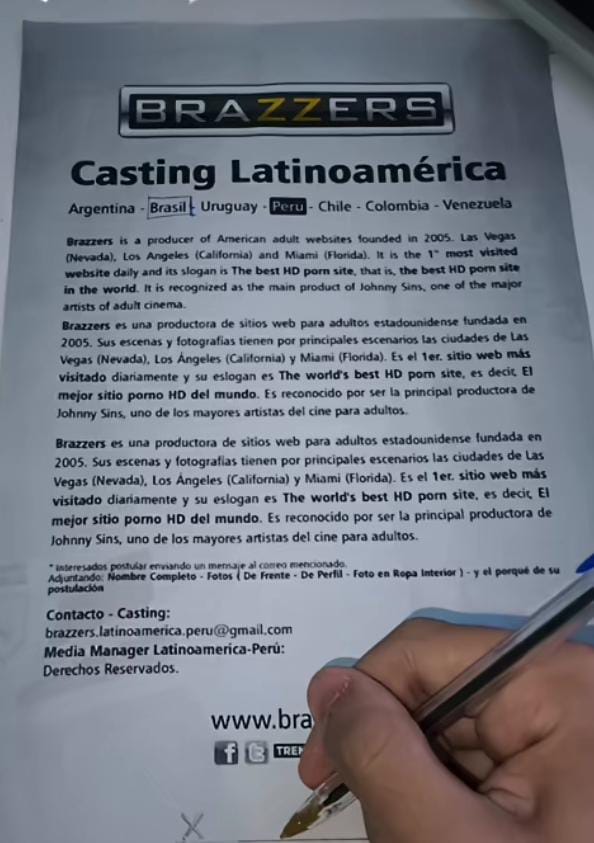 BRAZZERS
Casting Latinoamérica
Argentina - Brasil - Uruguay - Peru - Chile - Colombia - Venezuela
Brazzers is a producer of American adult websites founded in 2005. Las Vegas
(Nevada), Los Angeles (California) and Miami (Florida). It is the 1° most visited
website daily and its slogan is The best HD porn site, that is, the best HD porn site
in the world. It is recognized as the main product of Johnny Sins, one of the major
artists of adult cinema.
Brazzers es una productora de sitios web para adultos estadounidense fundada en
2005. Sus escenas y fotografías tienen por principales escenarios las ciudades de Las
Vegas (Nevada), Los Ángeles (California) y Miami (Florida). Es el 1er. sitio web más
visitado diariamente y su eslogan es The world's best HD porn site, es decir, El
mejor sitio porno HD del mundo. Es reconocido por ser la principal productora de
Johnny Sins, uno de los mayores artistas del cine para adultos.
Brazzers es una productora de sitios web para adultos estadounidense fundada en
2005. Sus escenas y fotografías tienen por principales escenarios las ciudades de Las
Vegas (Nevada), Los Ángeles (California) y Miami (Florida). Es el 1er. sitio web más
visitado diariamente y su eslogan es The world's best HD porn site, es decir, El
mejor sitio porno HD del mundo. Es reconocido por ser la principal productora de
Johnny Sins, uno de los mayores artistas del cine para adultos.
* Interesados postular enviando un mensaje al correo mencionado.
Adjuntando: Nombre Completo - Fotos ( De Frente - De Perfil - Foto en Ropa Interior ) - y el porqué de su
postulación
Contacto - Casting:
brazzers.latinoamerica.peru@gmail.com
Media Manager Latinoamerica-Perú:
Derechos Reservados.
www.bra
f t TREN
X